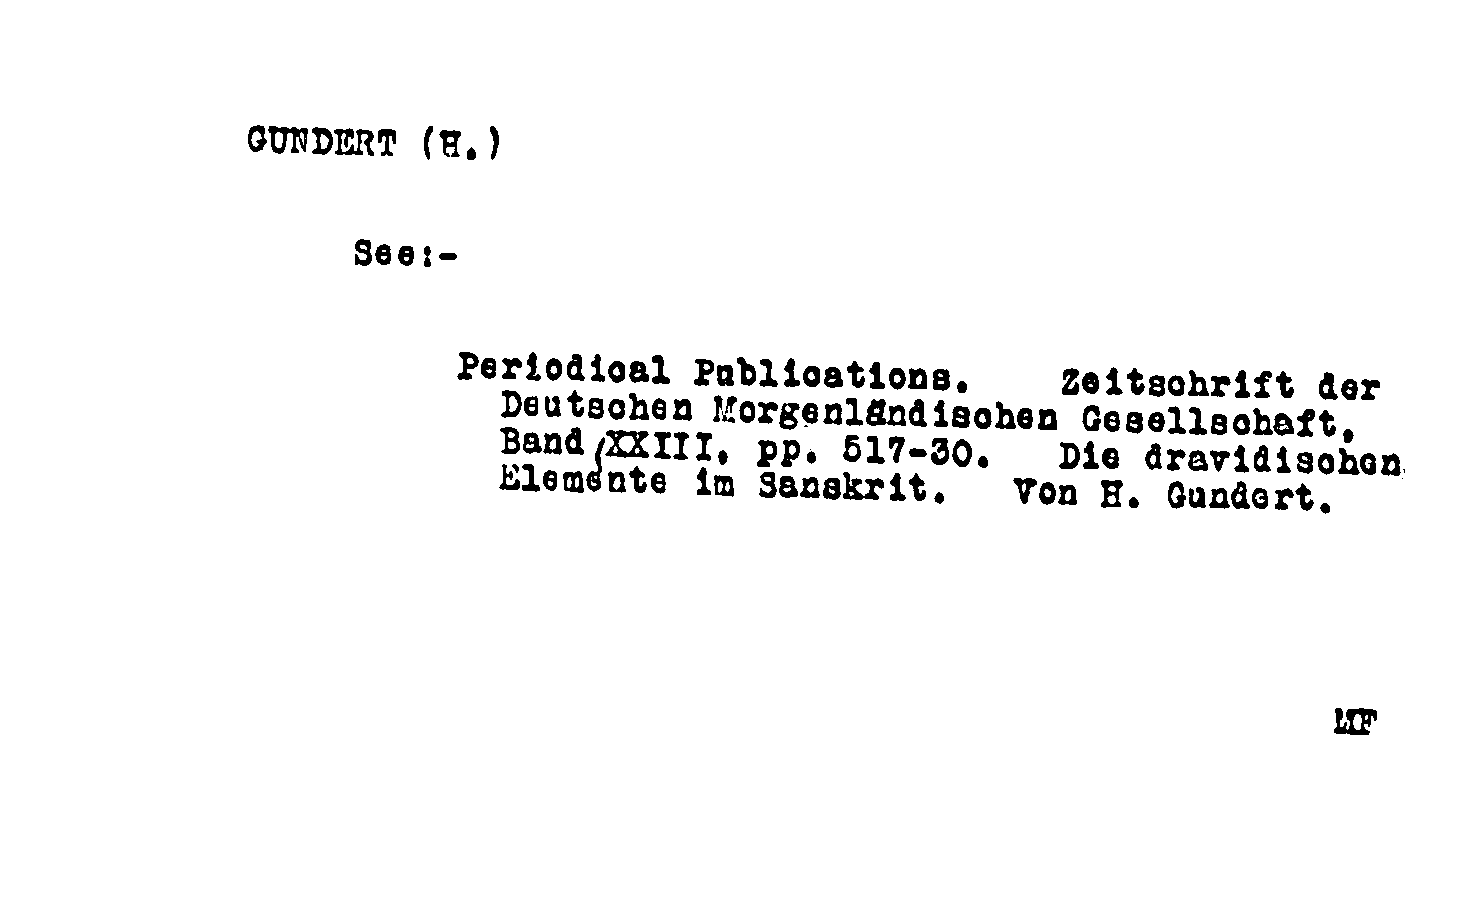 GUNDERT (H.)
See:-
Periodical Publications. Zeitschrift der
Deutschen Morgenländischen Gesellschaft.
Band XXIII. pp. 517-30. Die dravidischen
Elemente im Sanskrit. Von H. Gundert.
MF